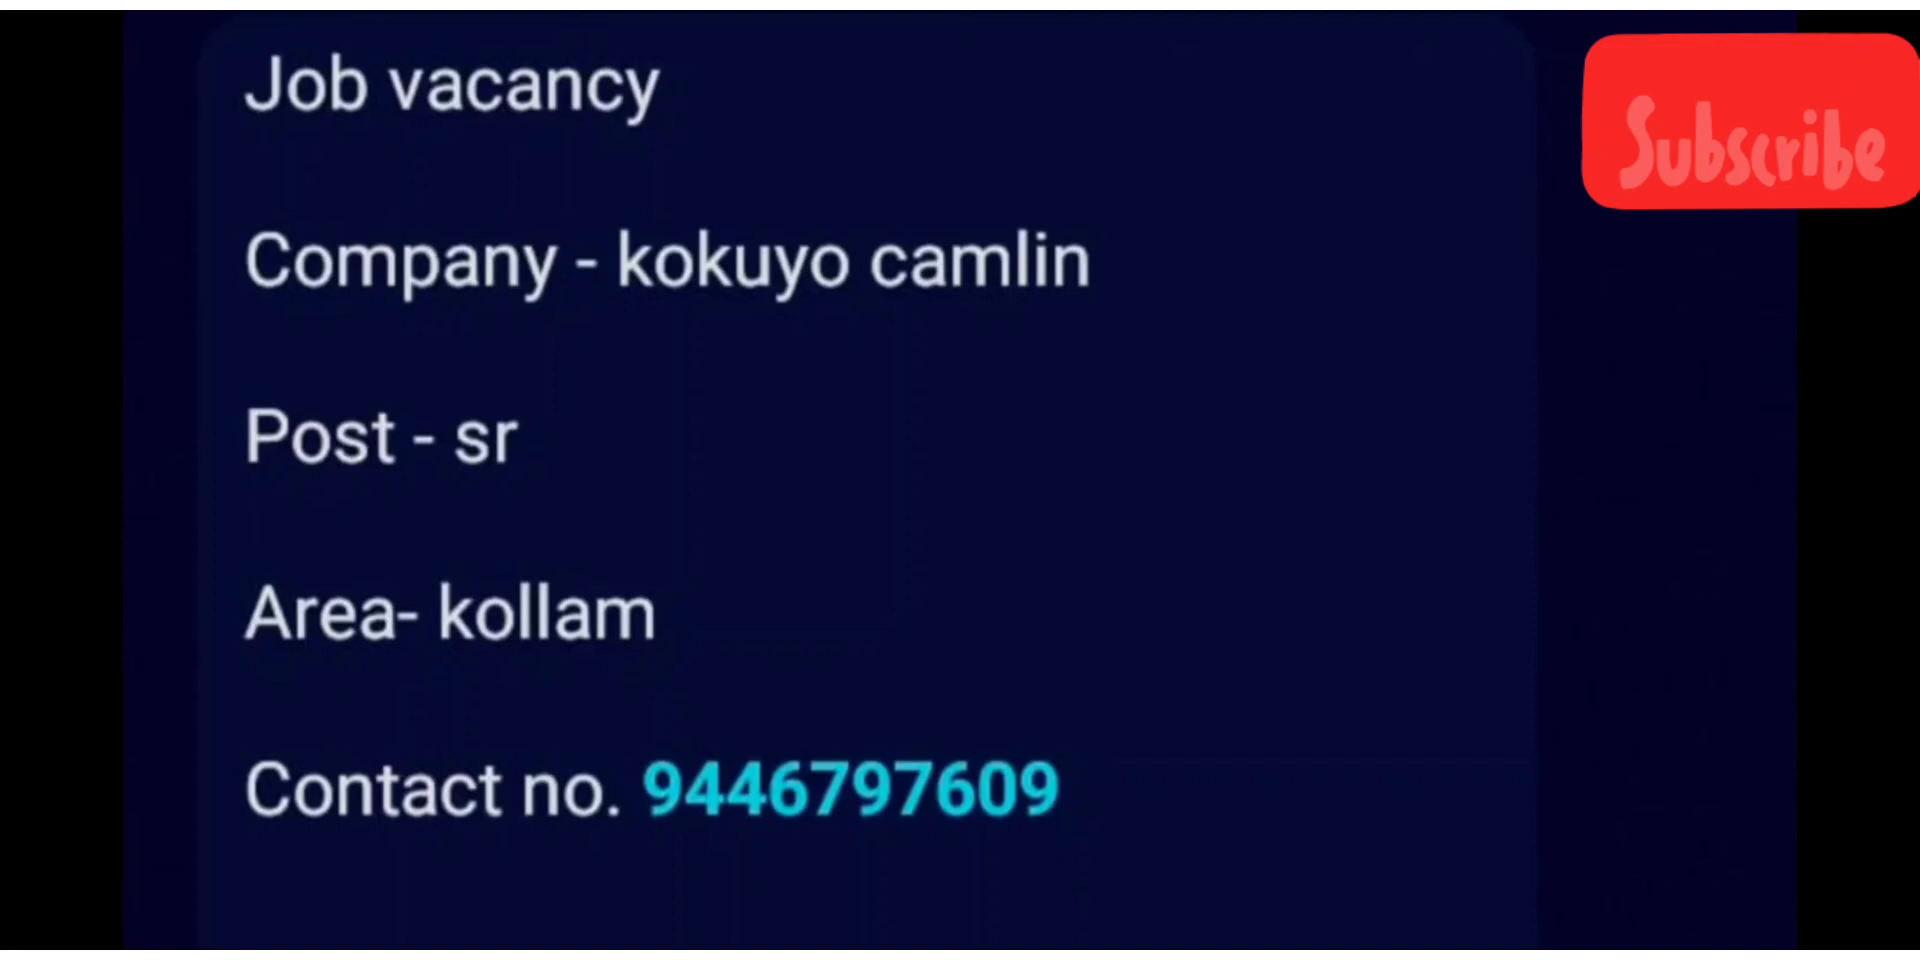 Job vacancy
Subscribe
Company - kokuyo camlin
Post - sr
Area- kollam
Contact no. 9446797609